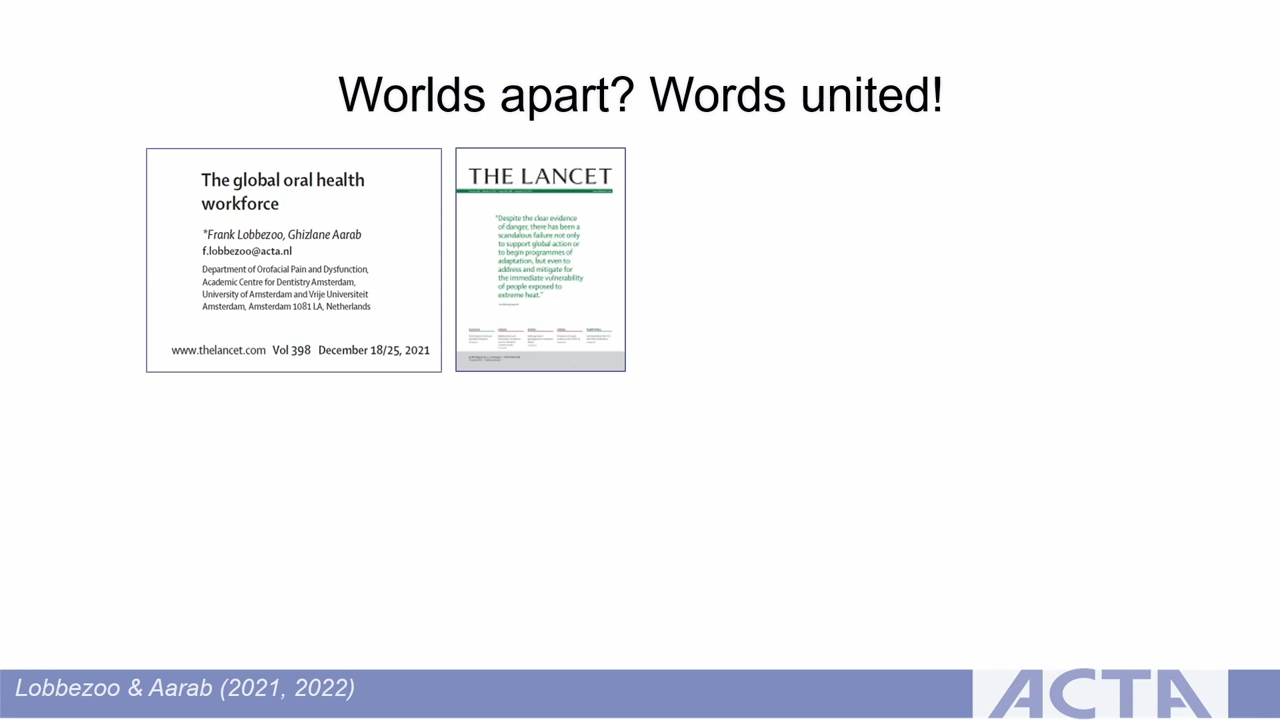 Worlds apart? Words united!
The global oral health
workforce
*Frank Lobbezoo, Ghizlane Aarab
f.lobbezoo@acta.nl
Department of Orofacial Pain and Dysfunction,
Academic Centre for Dentistry Amsterdam,
University of Amsterdam and Vrije Universiteit
Amsterdam, Amsterdam 1081 LA, Netherlands
www.thelancet.com Vol 398 December 18/25, 2021
THE LANCET
"Despite the clear evidence
of danger, there has been a
scandalous failure not only
to support global action or
to begin programmes of
adaptation, but even to
address and mitigate for
the immediate vulnerability
of people exposed to
extreme heat."
Lobbezoo & Aarab (2021, 2022)
ACTA